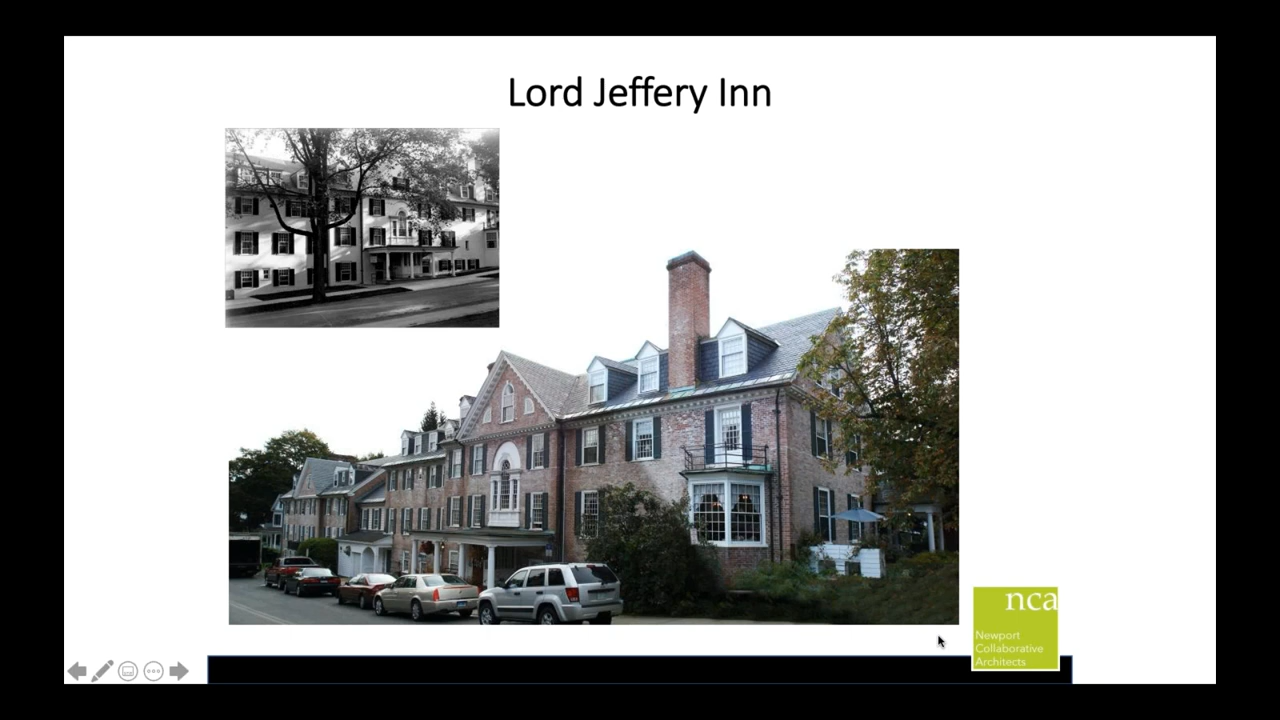 Lord Jeffery Inn
nca
Newport
Collaborative
Architects